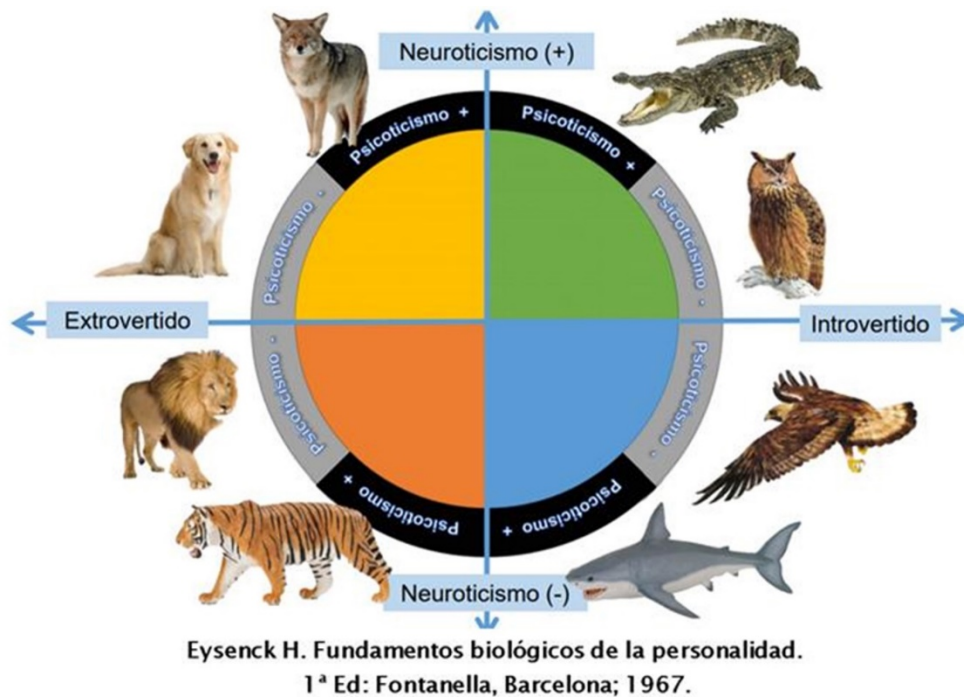 Neuroticismo (+)
Psicoticismo +
Psicoticismo +
Psicoticismo -
Psicoticismo -
Extrovertido
Introvertido
Psicoticismo -
Psicoticismo -
Psicoticismo +
Psicoticismo +
Neuroticismo (-)
Eysenck H. Fundamentos biológicos de la personalidad.
1ª Ed: Fontanella, Barcelona; 1967.